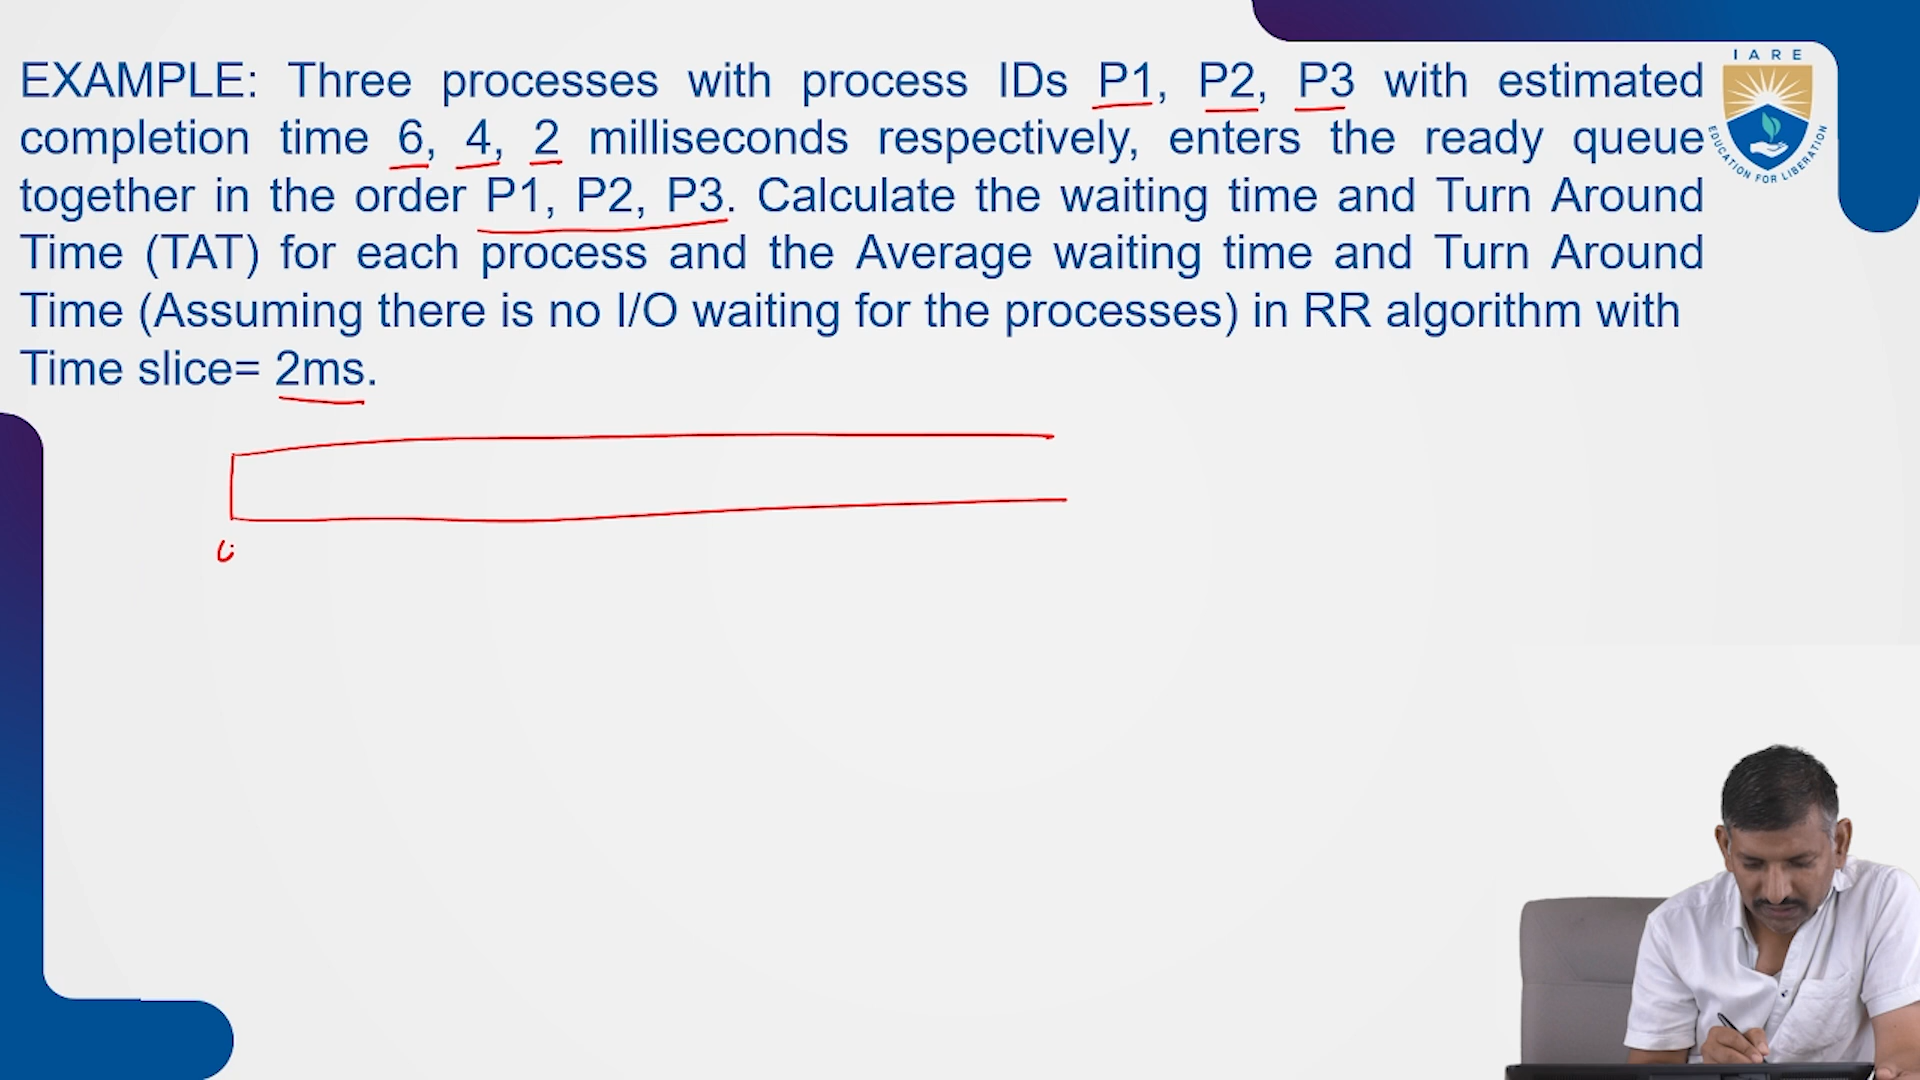 IARE
EXAMPLE: Three processes with process IDs P1, P2, P3 with estimated
completion time 6, 4, 2 milliseconds respectively, enters the ready queue
together in the order P1, P2, P3. Calculate the waiting time and Turn Around
Time (TAT) for each process and the Average waiting time and Turn Around
Time (Assuming there is no I/O waiting for the processes) in RR algorithm with
Time slice= 2ms.
EDUCATION FOR LIBERATION